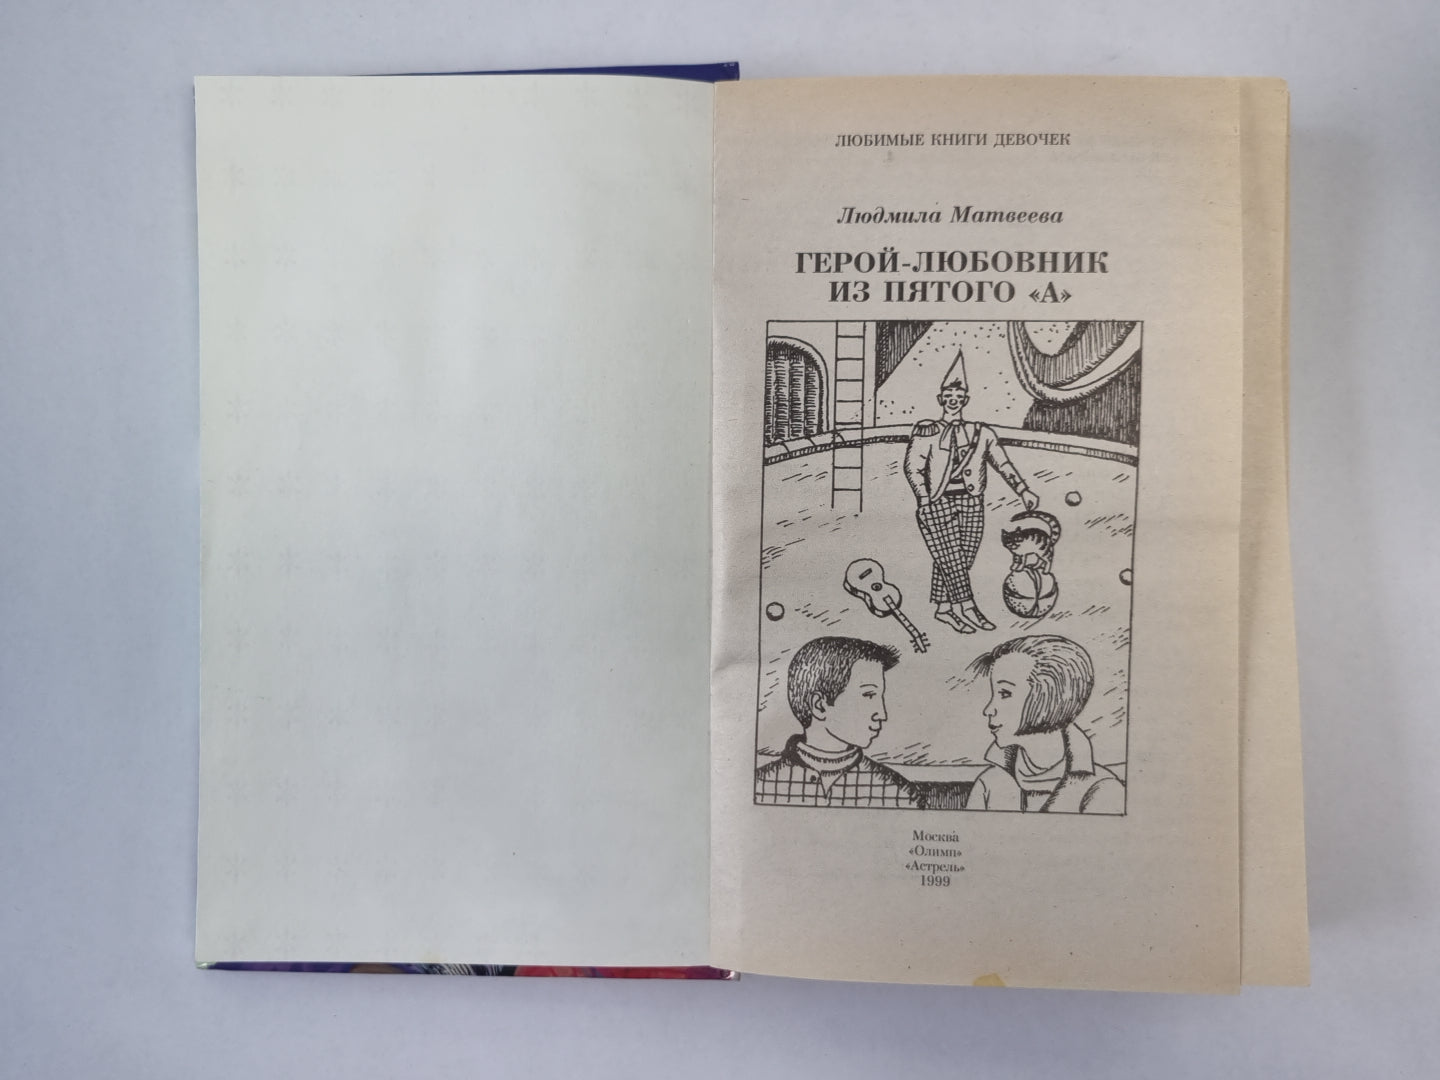 ЛЮБИМЫЕ КНИГИ ДЕВОЧЕК
Людмила Матвеева
ГЕРОЙ-ЛЮБОВНИК
ИЗ ПЯТОГО «А»
Москва
«Олимп»
«Астрель»
1999